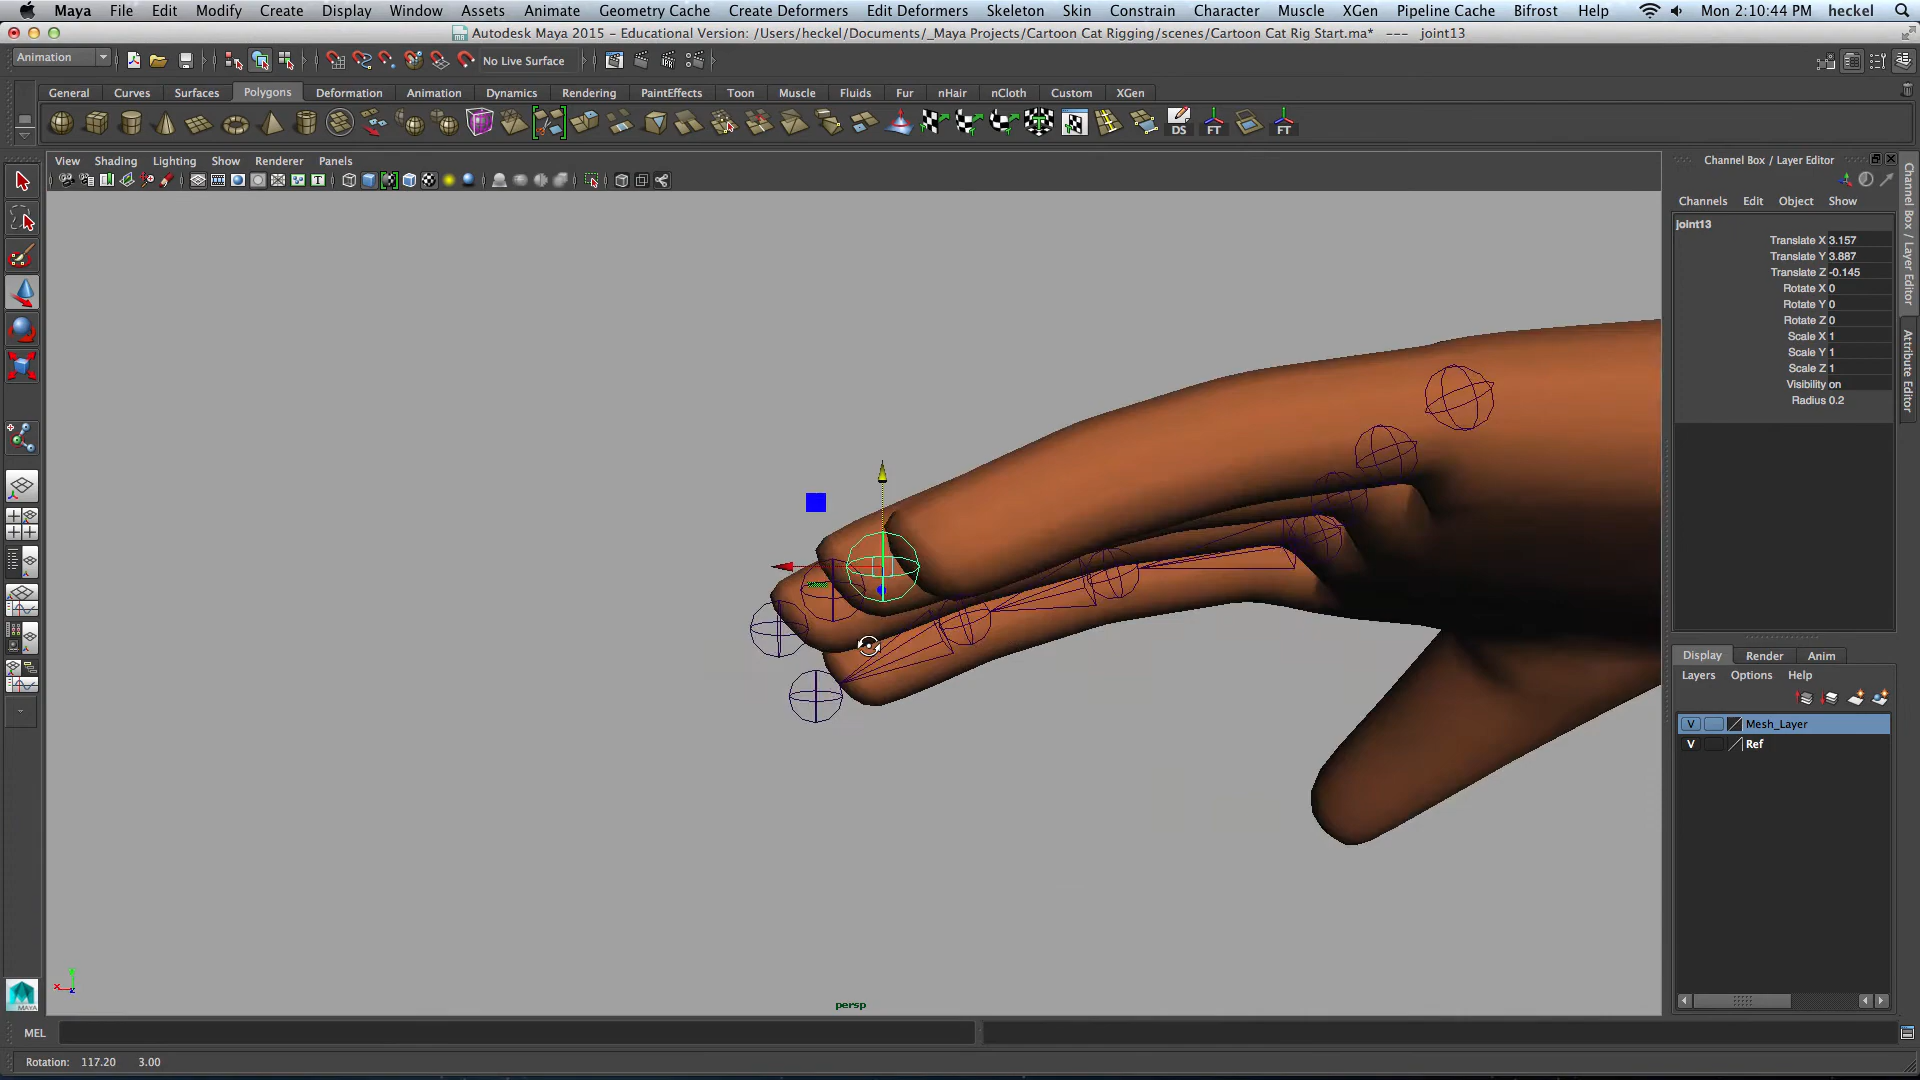 Maya File Edit Modify Create Display Window Assets Animate Geometry Cache Create Deformers Edit Deformers Skeleton Skin Constrain Character Muscle XGen Pipeline Cache Bifrost Help Mon 2:10:44 PM heckel
Autodesk Maya 2015 - Educational Version: /Users/heckel/Documents/_Maya Projects/Cartoon Cat Rigging/scenes/Cartoon Cat Rig Start.ma* --- joint13
Animation No Live Surface
General Curves Surfaces Polygons Deformation Animation Dynamics Rendering PaintEffects Toon Muscle Fluids Fur nHair nCloth Custom XGen
DS FT FT
View Shading Lighting Show Renderer Panels
Channel Box / Layer Editor
Channels Edit Object Show
joint13
Translate X 3.157
Translate Y 3.887
Translate Z -0.145
Rotate X 0
Rotate Y 0
Rotate Z 0
Scale X 1
Scale Y 1
Scale Z 1
Visibility on
Radius 0.2
Channel Box / Layer Editor
Attribute Editor
Display Render Anim
Layers Options Help
V Mesh_Layer
V Ref
MAYA
x
persp
MEL
Rotation: 117.20 3.00